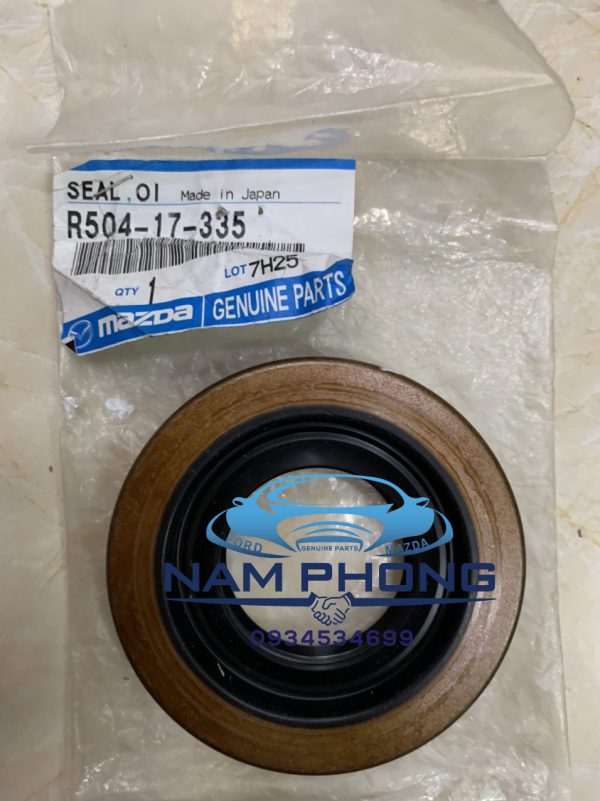 SEAL, OI Made in Japan
R504-17-335
LOT 7H25
QTY 1
mazda GENUINE PARTS
FORD GENUINE PARTS MAZDA
NAM PHONG
0934534699